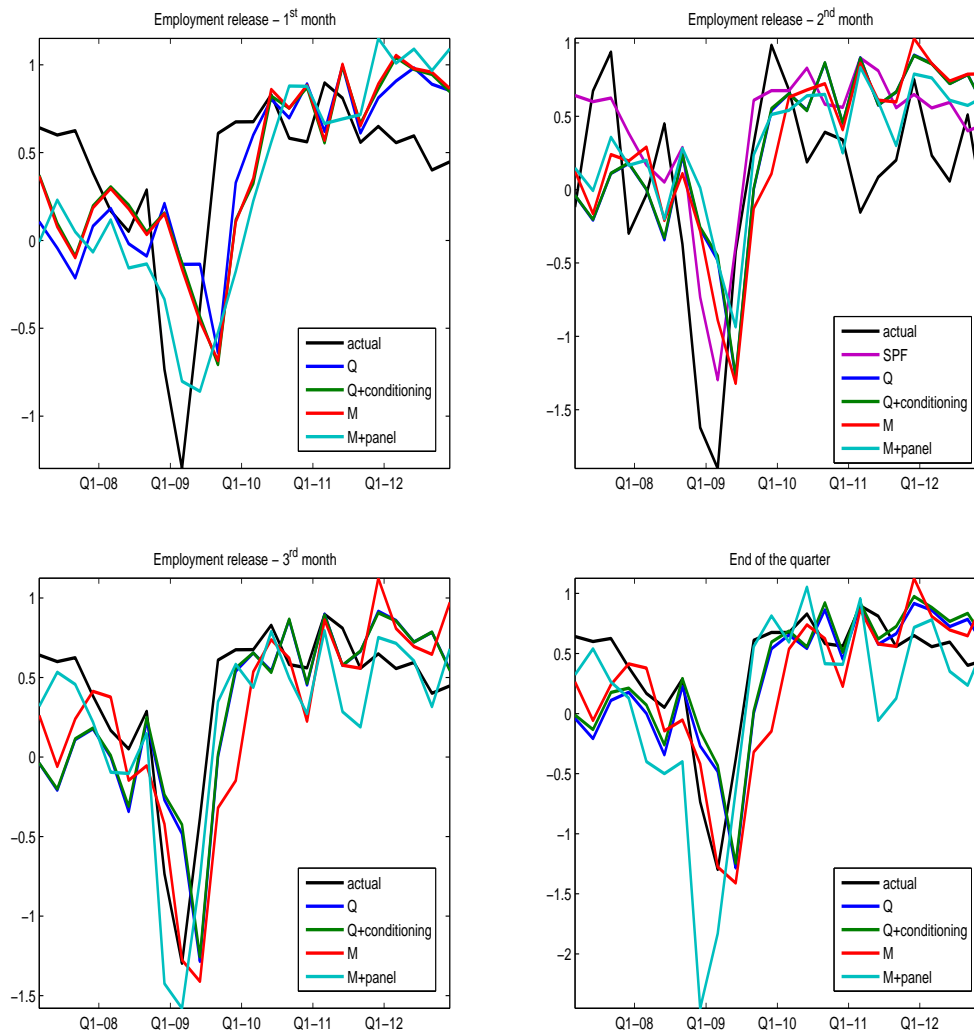 Employment release – 1st month
1
0.5
0
−0.5
−1
Q1−08 Q1−09 Q1−10 Q1−11 Q1−12
actual
Q
Q+conditioning
M
M+panel
Employment release – 2nd month
1
0.5
0
−0.5
−1
−1.5
Q1−08 Q1−09 Q1−10 Q1−11 Q1−12
actual
SPF
Q
Q+conditioning
M
M+panel
Employment release – 3rd month
1
0.5
0
−0.5
−1
−1.5
Q1−08 Q1−09 Q1−10 Q1−11 Q1−12
actual
Q
Q+conditioning
M
M+panel
End of the quarter
1
0.5
0
−0.5
−1
−1.5
−2
Q1−08 Q1−09 Q1−10 Q1−11 Q1−12
actual
Q
Q+conditioning
M
M+panel